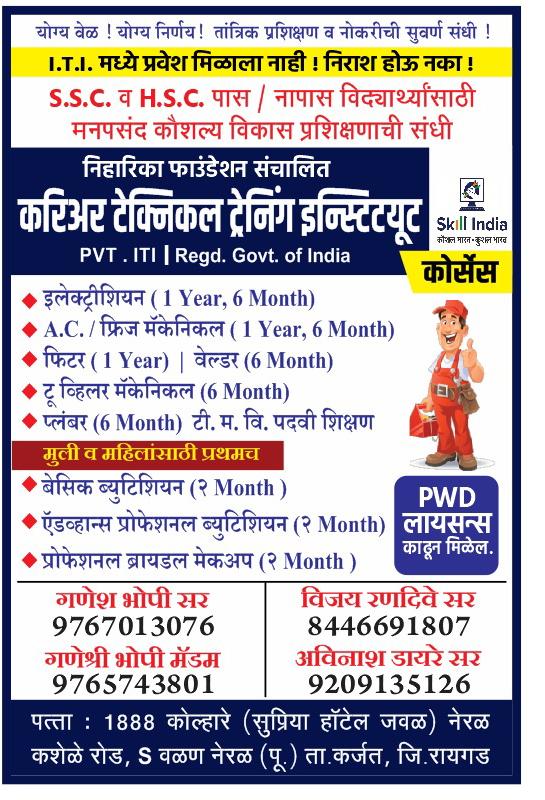 योग्य वेळ ! योग्य निर्णय! तांत्रिक प्रशिक्षण व नोकरीची सुवर्ण संधी !
I.T.I. मध्ये प्रवेश मिळाला नाही ! निराश होऊ नका !
S.S.C. व H.S.C. पास / नापास विद्यार्थ्यांसाठी
मनपसंद कौशल्य विकास प्रशिक्षणाची संधी
निहारिका फाउंडेशन संचालित
करिअर टेक्निकल ट्रेनिंग इन्स्टिटयूट
PVT . ITI | Regd. Govt. of India
Skill India
कौशल भारत - कुशल भारत
कोर्सेस
इलेक्ट्रीशियन ( 1 Year, 6 Month)
A.C. / फ्रिज मॅकेनिकल ( 1 Year, 6 Month)
फिटर ( 1 Year) | वेल्डर (6 Month)
टू व्हिलर मॅकेनिकल (6 Month)
प्लंबर (6 Month) टी. म. वि. पदवी शिक्षण
मुली व महिलांसाठी प्रथमच
बेसिक ब्युटिशियन (२ Month )
ऍडव्हान्स प्रोफेशनल ब्युटिशियन (२ Month)
प्रोफेशनल ब्रायडल मेकअप (२ Month )
PWD
लायसन्स
काढून मिळेल.
गणेश भोपी सर
9767013076
विजय रणदिवे सर
8446691807
गणेश्री भोपी मॅडम
9765743801
अविनाश डायरे सर
9209135126
पत्ता : 1888 कोल्हारे (सुप्रिया हॉटेल जवळ) नेरळ
कशेळे रोड, S वळण नेरळ (पू.) ता.कर्जत, जि.रायगड